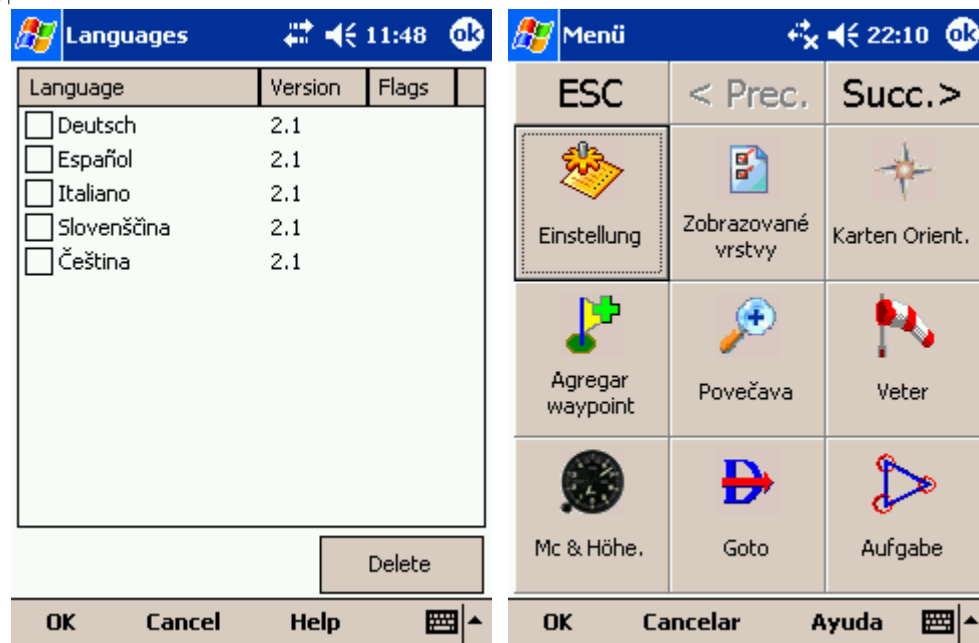 Languages 11:48 ok
Language Version Flags
Deutsch 2.1
Español 2.1
Italiano 2.1
Slovenščina 2.1
Čeština 2.1
Delete
OK Cancel Help
Menü 22:10 ok
ESC < Prec. Succ.>
Einstellung
Zobrazované
vrstvy
Karten Orient.
Agregar
waypoint
Povečava
Veter
Mc & Höhe.
Goto
Aufgabe
OK Cancelar Ayuda